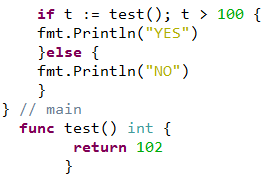 if t := test(); t > 100 {
fmt.Println("YES")
}else {
fmt.Println("NO")
}
} // main
func test() int {
return 102
}